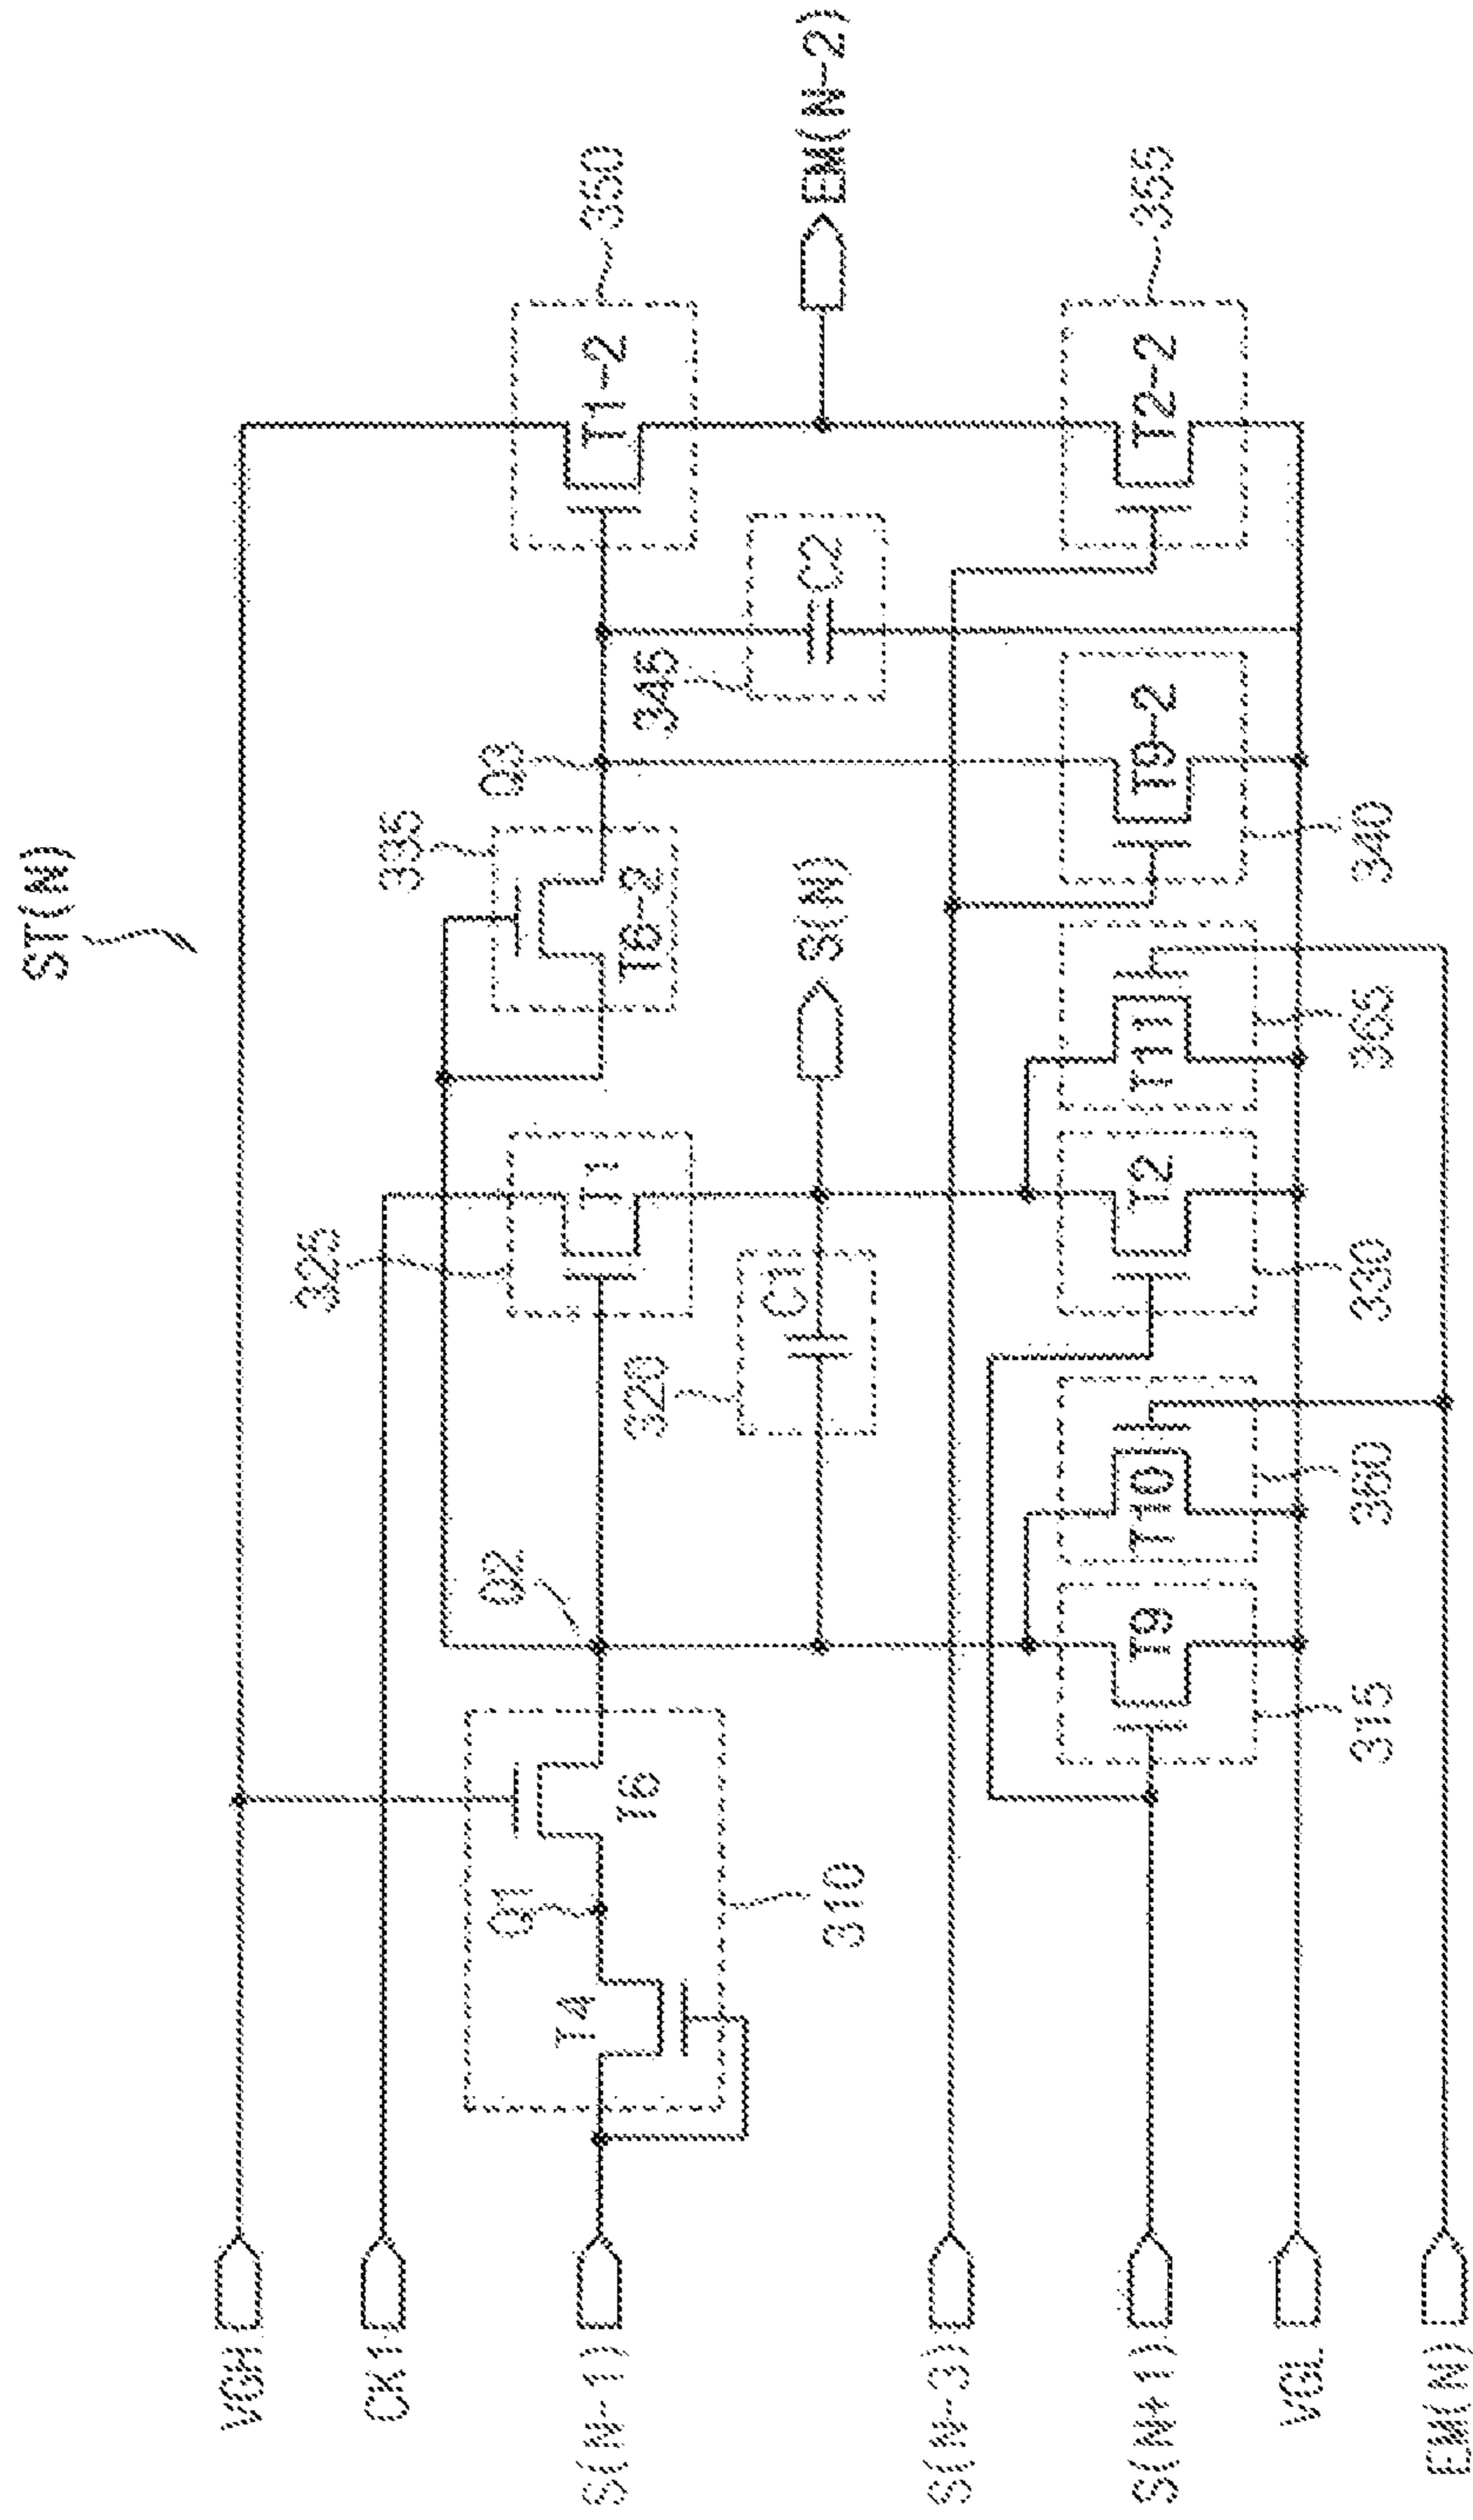 ST(N)
VGH
CK1
S(N-1)
S(N-3)
S(N+1)
VGL
EM(N)
310
T4
Q1
T6
Q2
325
T1
335
T6-2
Q3
350
T1-2
320
C1
S(N)
345
C2
EM(N-2)
315
T9
360
T10
330
T2
365
T11
340
T9-2
355
T2-2